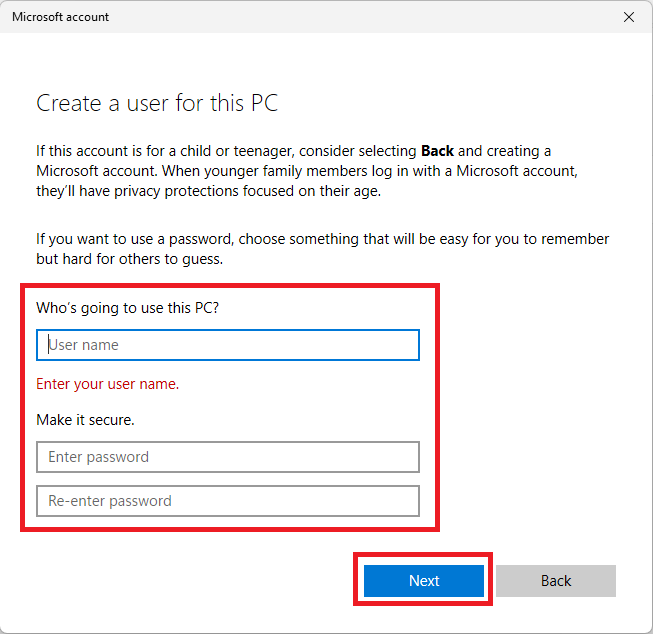 Microsoft account
Create a user for this PC
If this account is for a child or teenager, consider selecting Back and creating a
Microsoft account. When younger family members log in with a Microsoft account,
they’ll have privacy protections focused on their age.
If you want to use a password, choose something that will be easy for you to remember
but hard for others to guess.
Who’s going to use this PC?
User name
Enter your user name.
Make it secure.
Enter password
Re-enter password
Next
Back